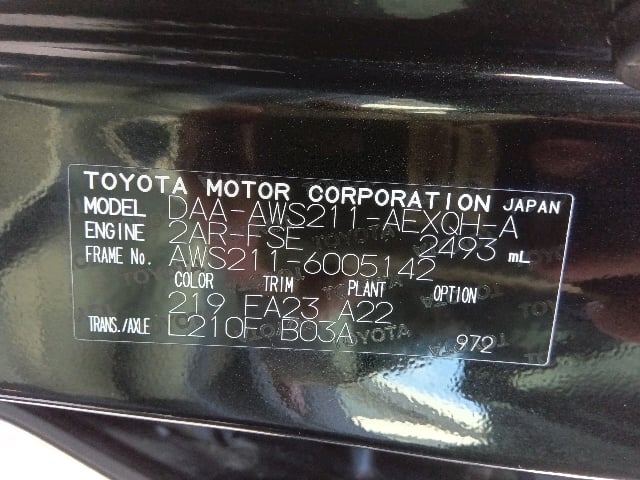 TOYOTA MOTOR CORPORATION JAPAN
MODEL DAA-AWS211-AEXQH-A
ENGINE 2AR-FSE 2493 mL
FRAME No. AWS211-6005142
COLOR TRIM PLANT OPTION
219 FA23 A22
TRANS./AXLE L210F B03A 972